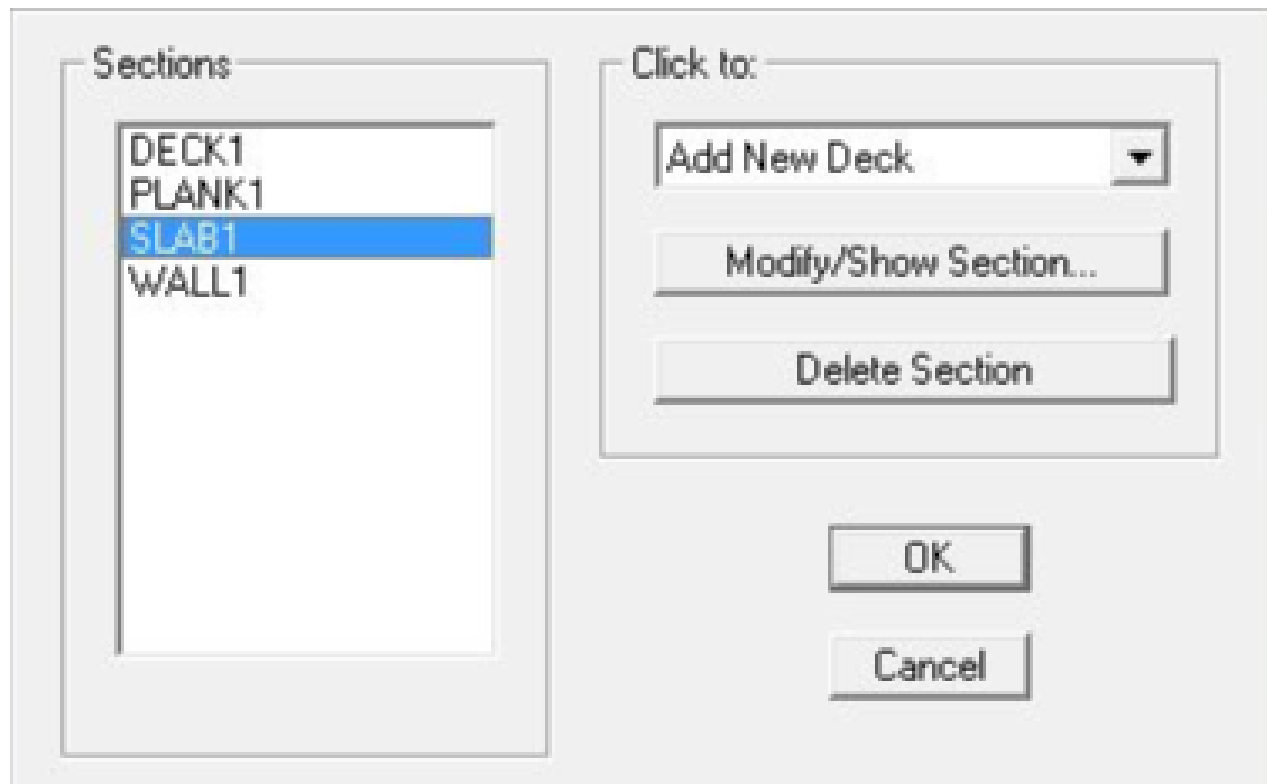 Sections
DECK1
PLANK1
SLAB1
WALL1
Click to:
Add New Deck
Modify/Show Section...
Delete Section
OK
Cancel